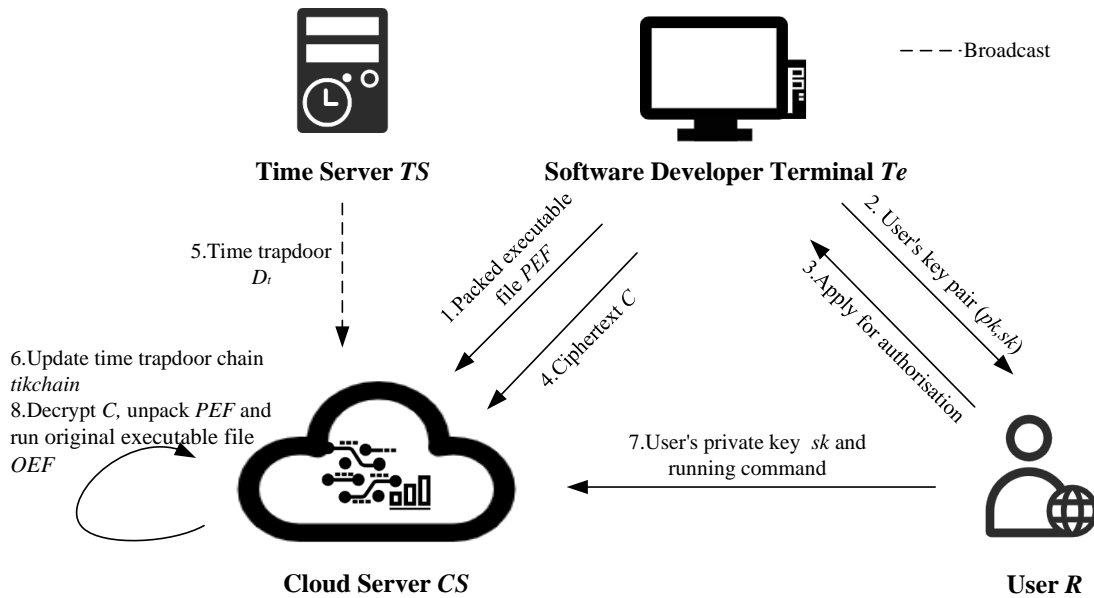 Broadcast
Time Server TS
Software Developer Terminal Te
5.Time trapdoor
Dt
1.Packed executable
file PEF
4.Ciphertext C
2. User's key pair (pk,sk)
3.Apply for authorisation
6.Update time trapdoor chain
tikchain
8.Decrypt C, unpack PEF and
run original executable file
OEF
7.User's private key sk and
running command
Cloud Server CS
User R